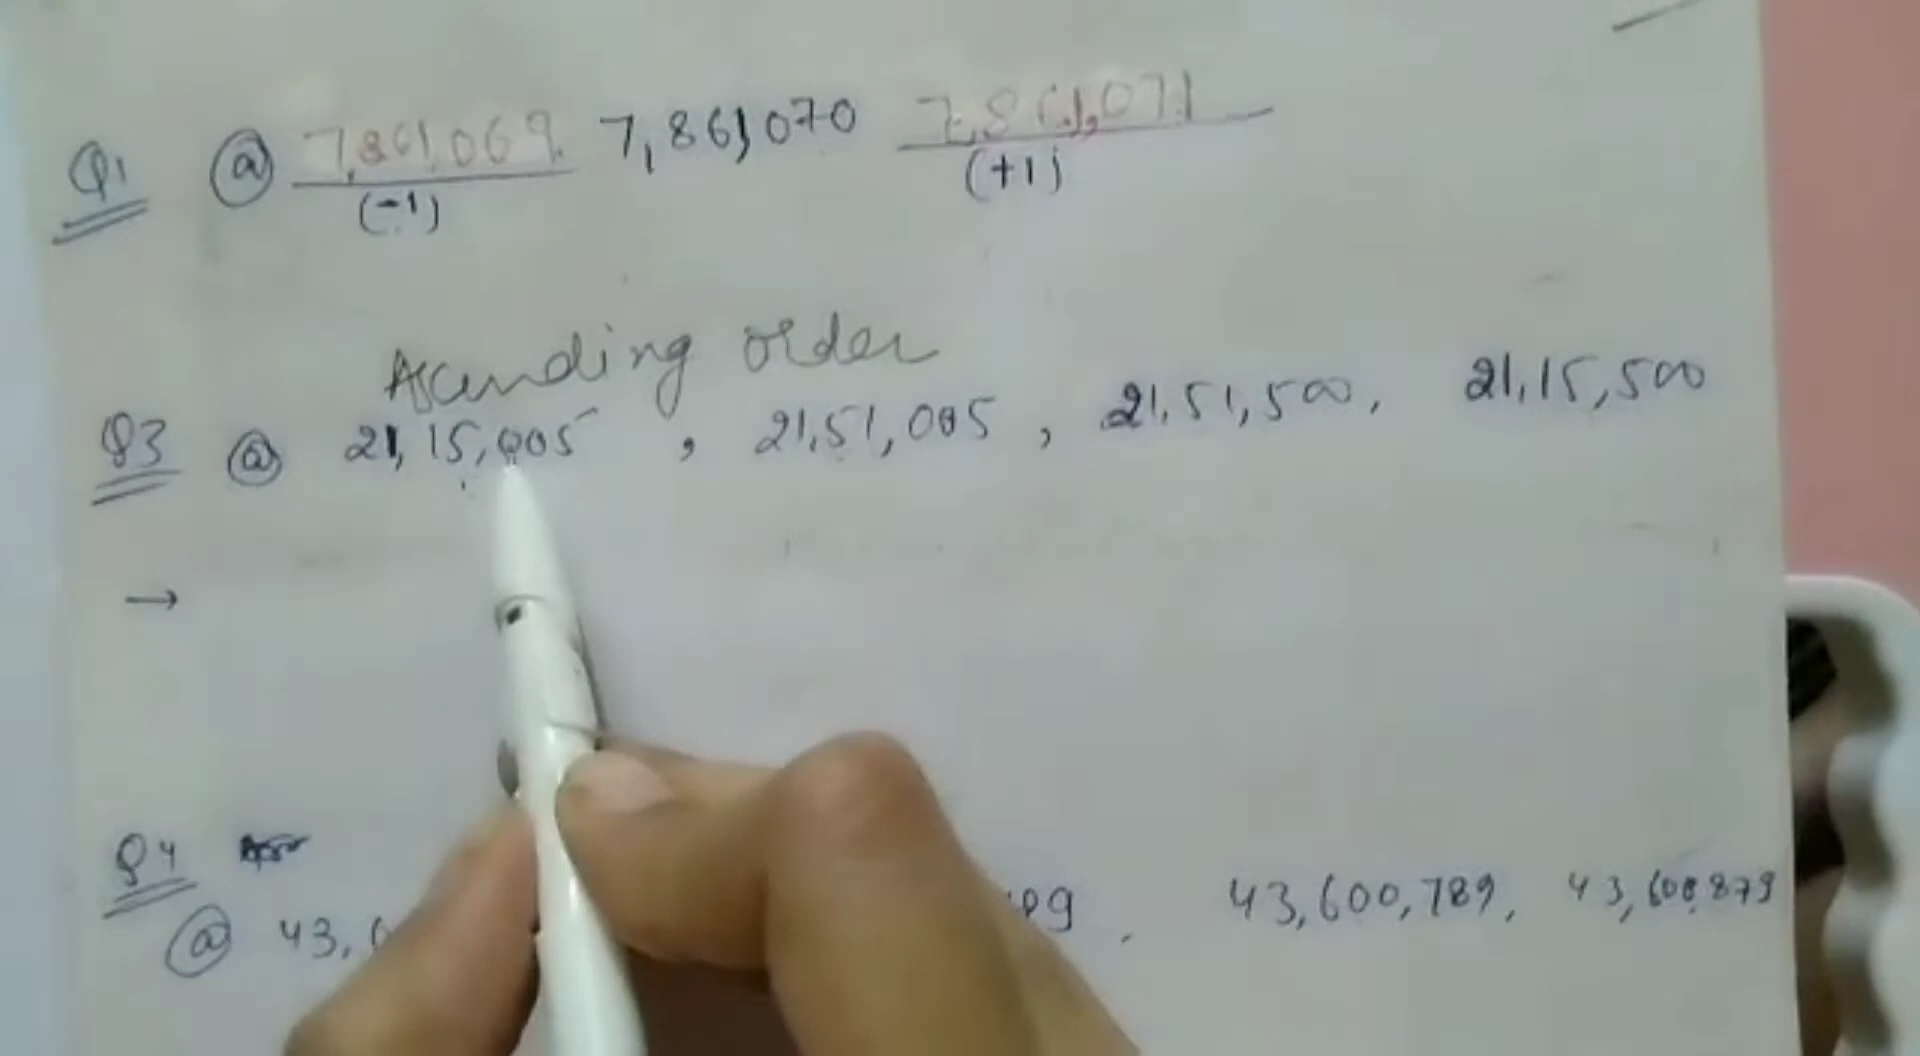 Q1 (a) 7,861,069 7,861,070 7,861,071
(-1) (+1)
Ascending order
Q3 (a) 21,15,005 , 21,51,005 , 21,51,500 , 21,15,500
→
Q4
(a) 43, , 43,600,789, 43,600,879